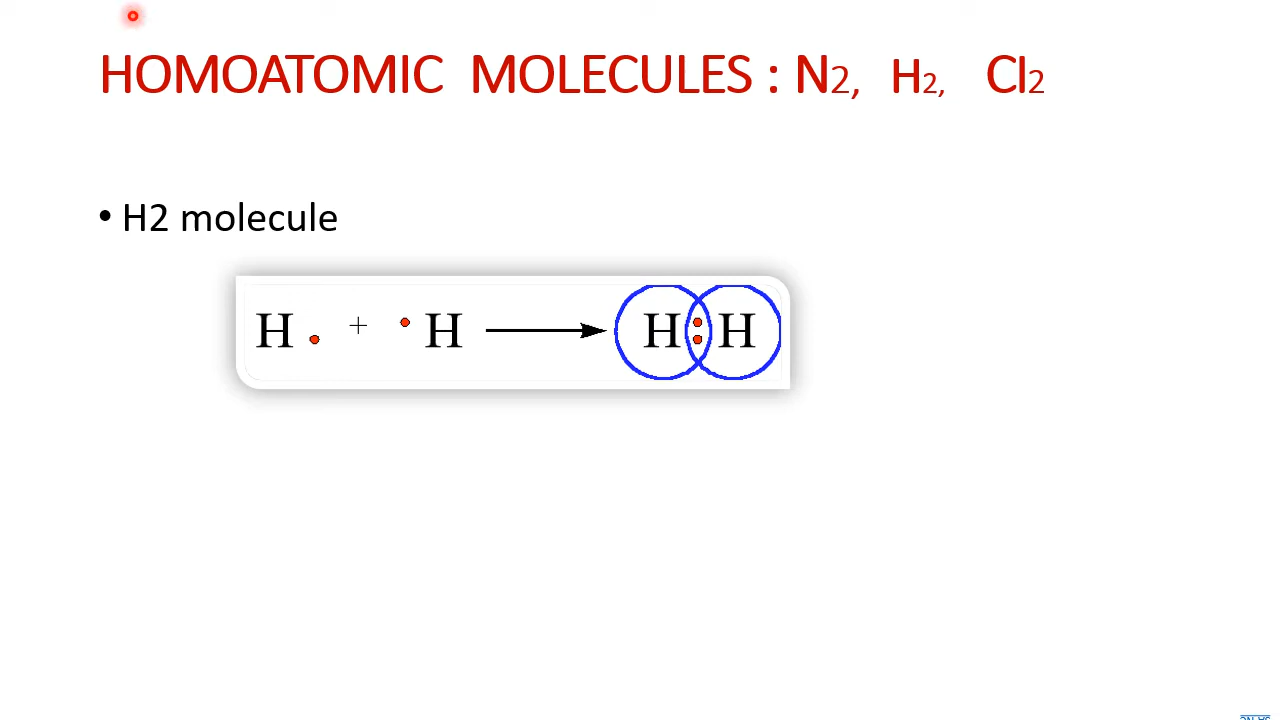 HOMOATOMIC MOLECULES : N2, H2, Cl2
• H2 molecule
H + H H H